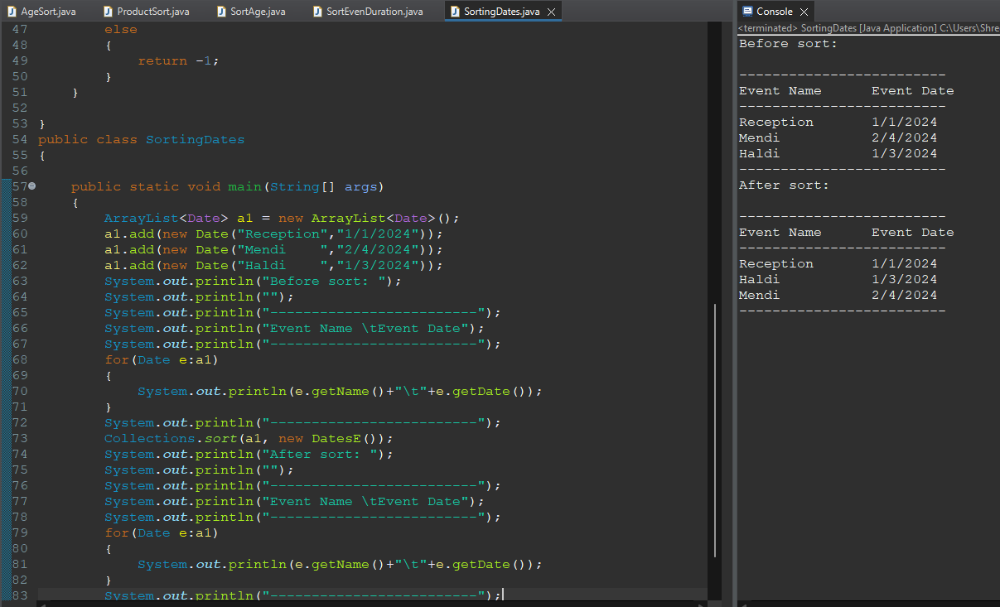 AgeSort.java ProductSort.java SortAge.java SortEvenDuration.java SortingDates.java
47 else
48 {
49 return -1;
50 }
51 }
52
53 }
54 public class SortingDates
55 {
56
57 public static void main(String[] args)
58 {
59 ArrayList<Date> a1 = new ArrayList<Date>();
60 a1.add(new Date("Reception","1/1/2024"));
61 a1.add(new Date("Mendi    ","2/4/2024"));
62 a1.add(new Date("Haldi    ","1/3/2024"));
63 System.out.println("Before sort: ");
64 System.out.println("");
65 System.out.println("-------------------------");
66 System.out.println("Event Name \tEvent Date");
67 System.out.println("-------------------------");
68 for(Date e:a1)
69 {
70 System.out.println(e.getName()+"\t"+e.getDate());
71 }
72 System.out.println("-------------------------");
73 Collections.sort(a1, new DatesE());
74 System.out.println("After sort: ");
75 System.out.println("");
76 System.out.println("-------------------------");
77 System.out.println("Event Name \tEvent Date");
78 System.out.println("-------------------------");
79 for(Date e:a1)
80 {
81 System.out.println(e.getName()+"\t"+e.getDate());
82 }
83 System.out.println("-------------------------");
Console
<terminated> SortingDates [Java Application] C:\Users\Shre
Before sort:
-------------------------
Event Name Event Date
-------------------------
Reception 1/1/2024
Mendi 2/4/2024
Haldi 1/3/2024
-------------------------
After sort:
-------------------------
Event Name Event Date
-------------------------
Reception 1/1/2024
Haldi 1/3/2024
Mendi 2/4/2024
-------------------------